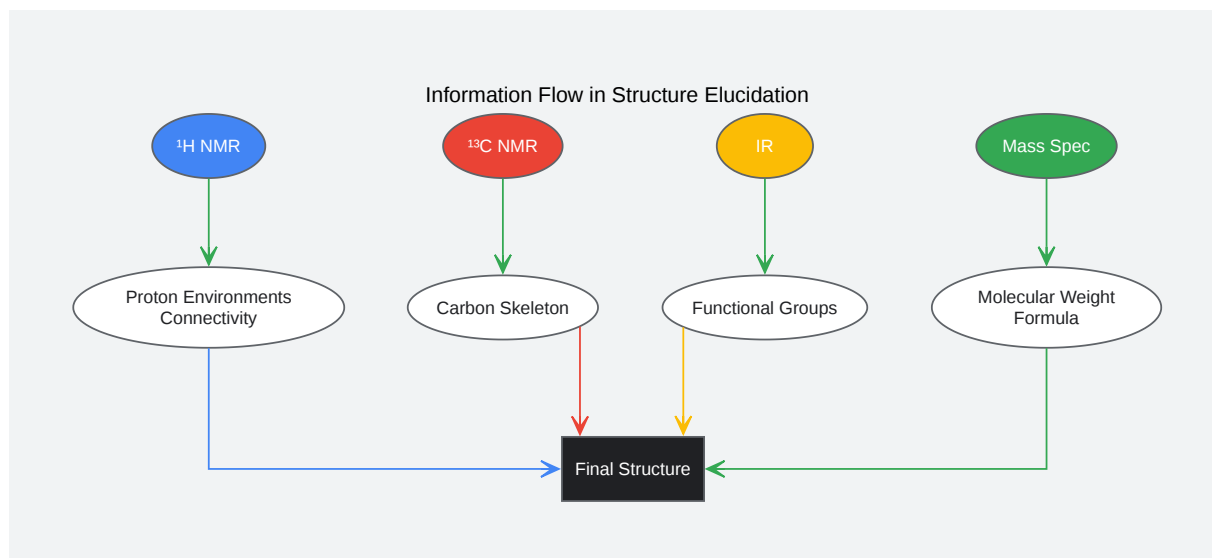 Information Flow in Structure Elucidation
¹H NMR
¹³C NMR
IR
Mass Spec
Proton Environments
Connectivity
Carbon Skeleton
Functional Groups
Molecular Weight
Formula
Final Structure